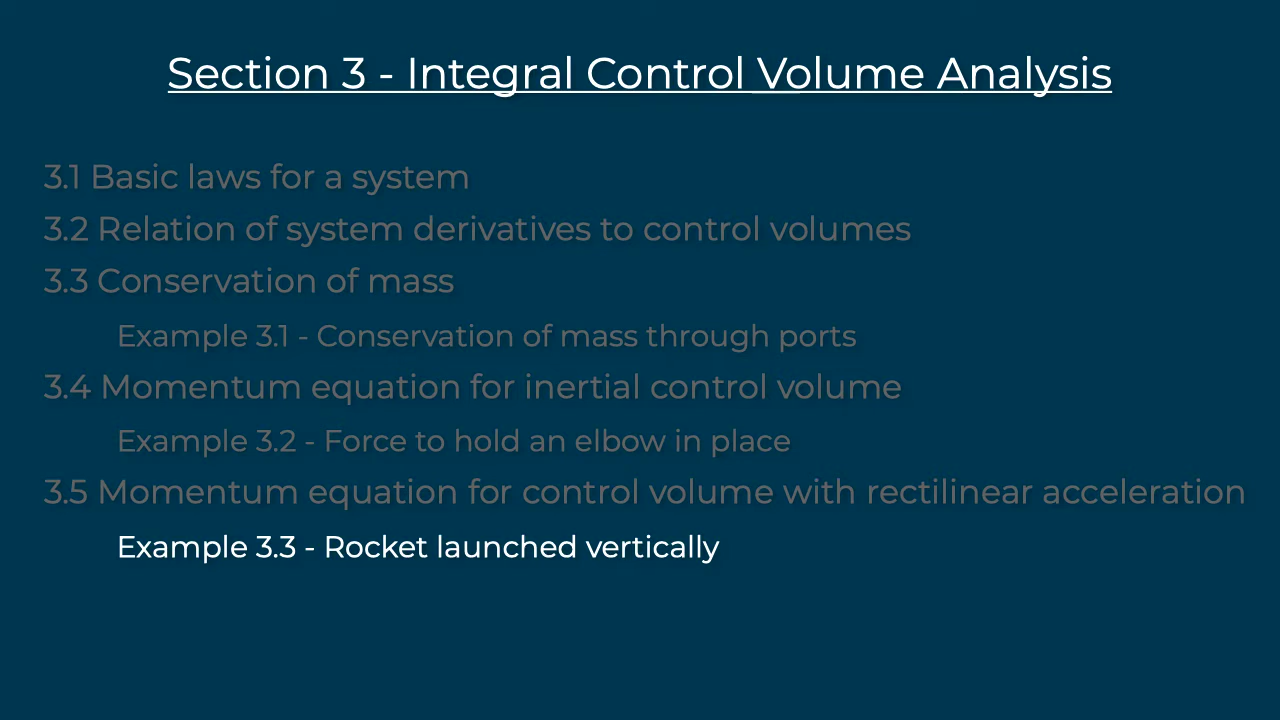 Section 3 - Integral Control Volume Analysis
3.1 Basic laws for a system
3.2 Relation of system derivatives to control volumes
3.3 Conservation of mass
Example 3.1 - Conservation of mass through ports
3.4 Momentum equation for inertial control volume
Example 3.2 - Force to hold an elbow in place
3.5 Momentum equation for control volume with rectilinear acceleration
Example 3.3 - Rocket launched vertically